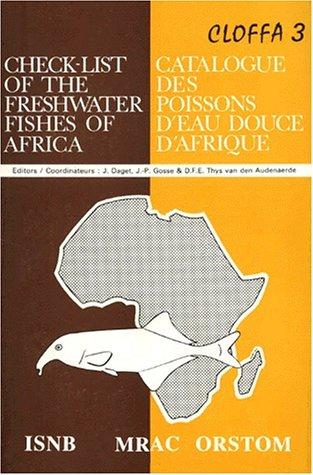 CLOFFA 3
CHECK-LIST
OF THE
FRESHWATER
FISHES OF
AFRICA
CATALOGUE
DES
POISSONS
D'EAU DOUCE
D'AFRIQUE
Editors / Coordinateurs : J. Daget, J.-P. Gosse & D.F.E. Thys van den Audenaerde
ISNB MRAC ORSTOM